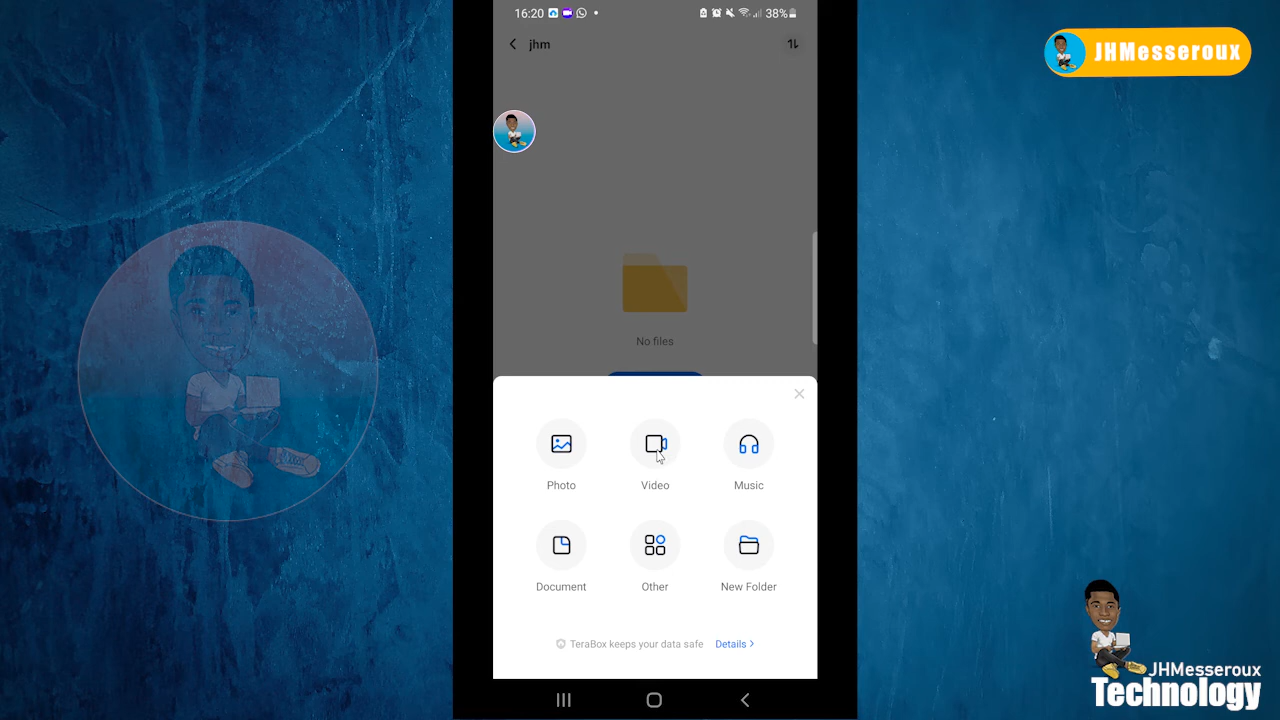 16:20
38%
jhm
JHMesseroux
No files
Photo
Video
Music
Document
Other
New Folder
TeraBox keeps your data safe Details >
JHMesseroux
Technology